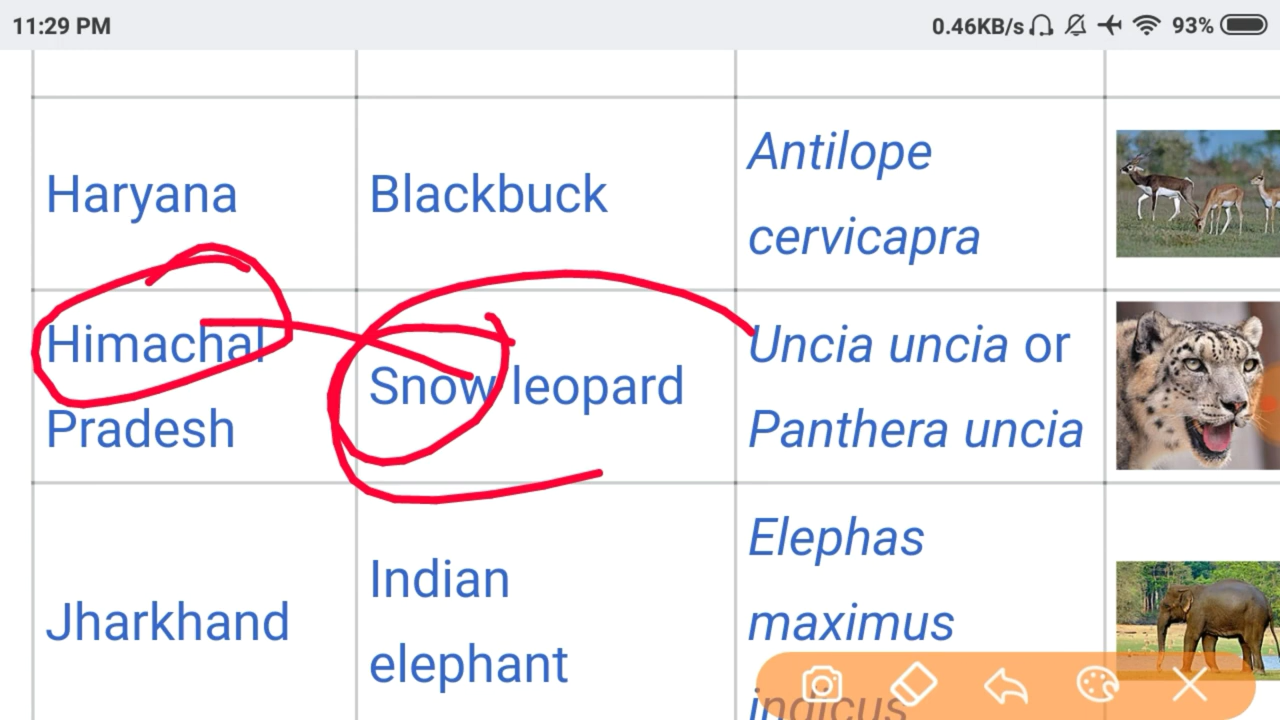 11:29 PM 0.46KB/s 93%
Haryana
Blackbuck
Antilope
cervicapra
Himachal
Pradesh
Snow leopard
Uncia uncia or
Panthera uncia
Jharkhand
Indian
elephant
Elephas
maximus
indicus